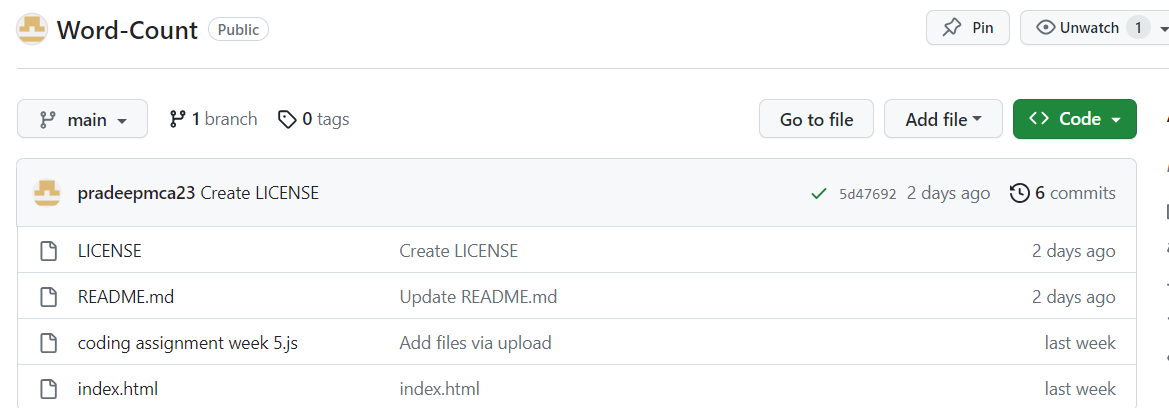 Word-Count Public Pin Unwatch 1
main 1 branch 0 tags Go to file Add file Code
pradeepmca23 Create LICENSE 5d47692 2 days ago 6 commits
LICENSE Create LICENSE 2 days ago
README.md Update README.md 2 days ago
coding assignment week 5.js Add files via upload last week
index.html index.html last week